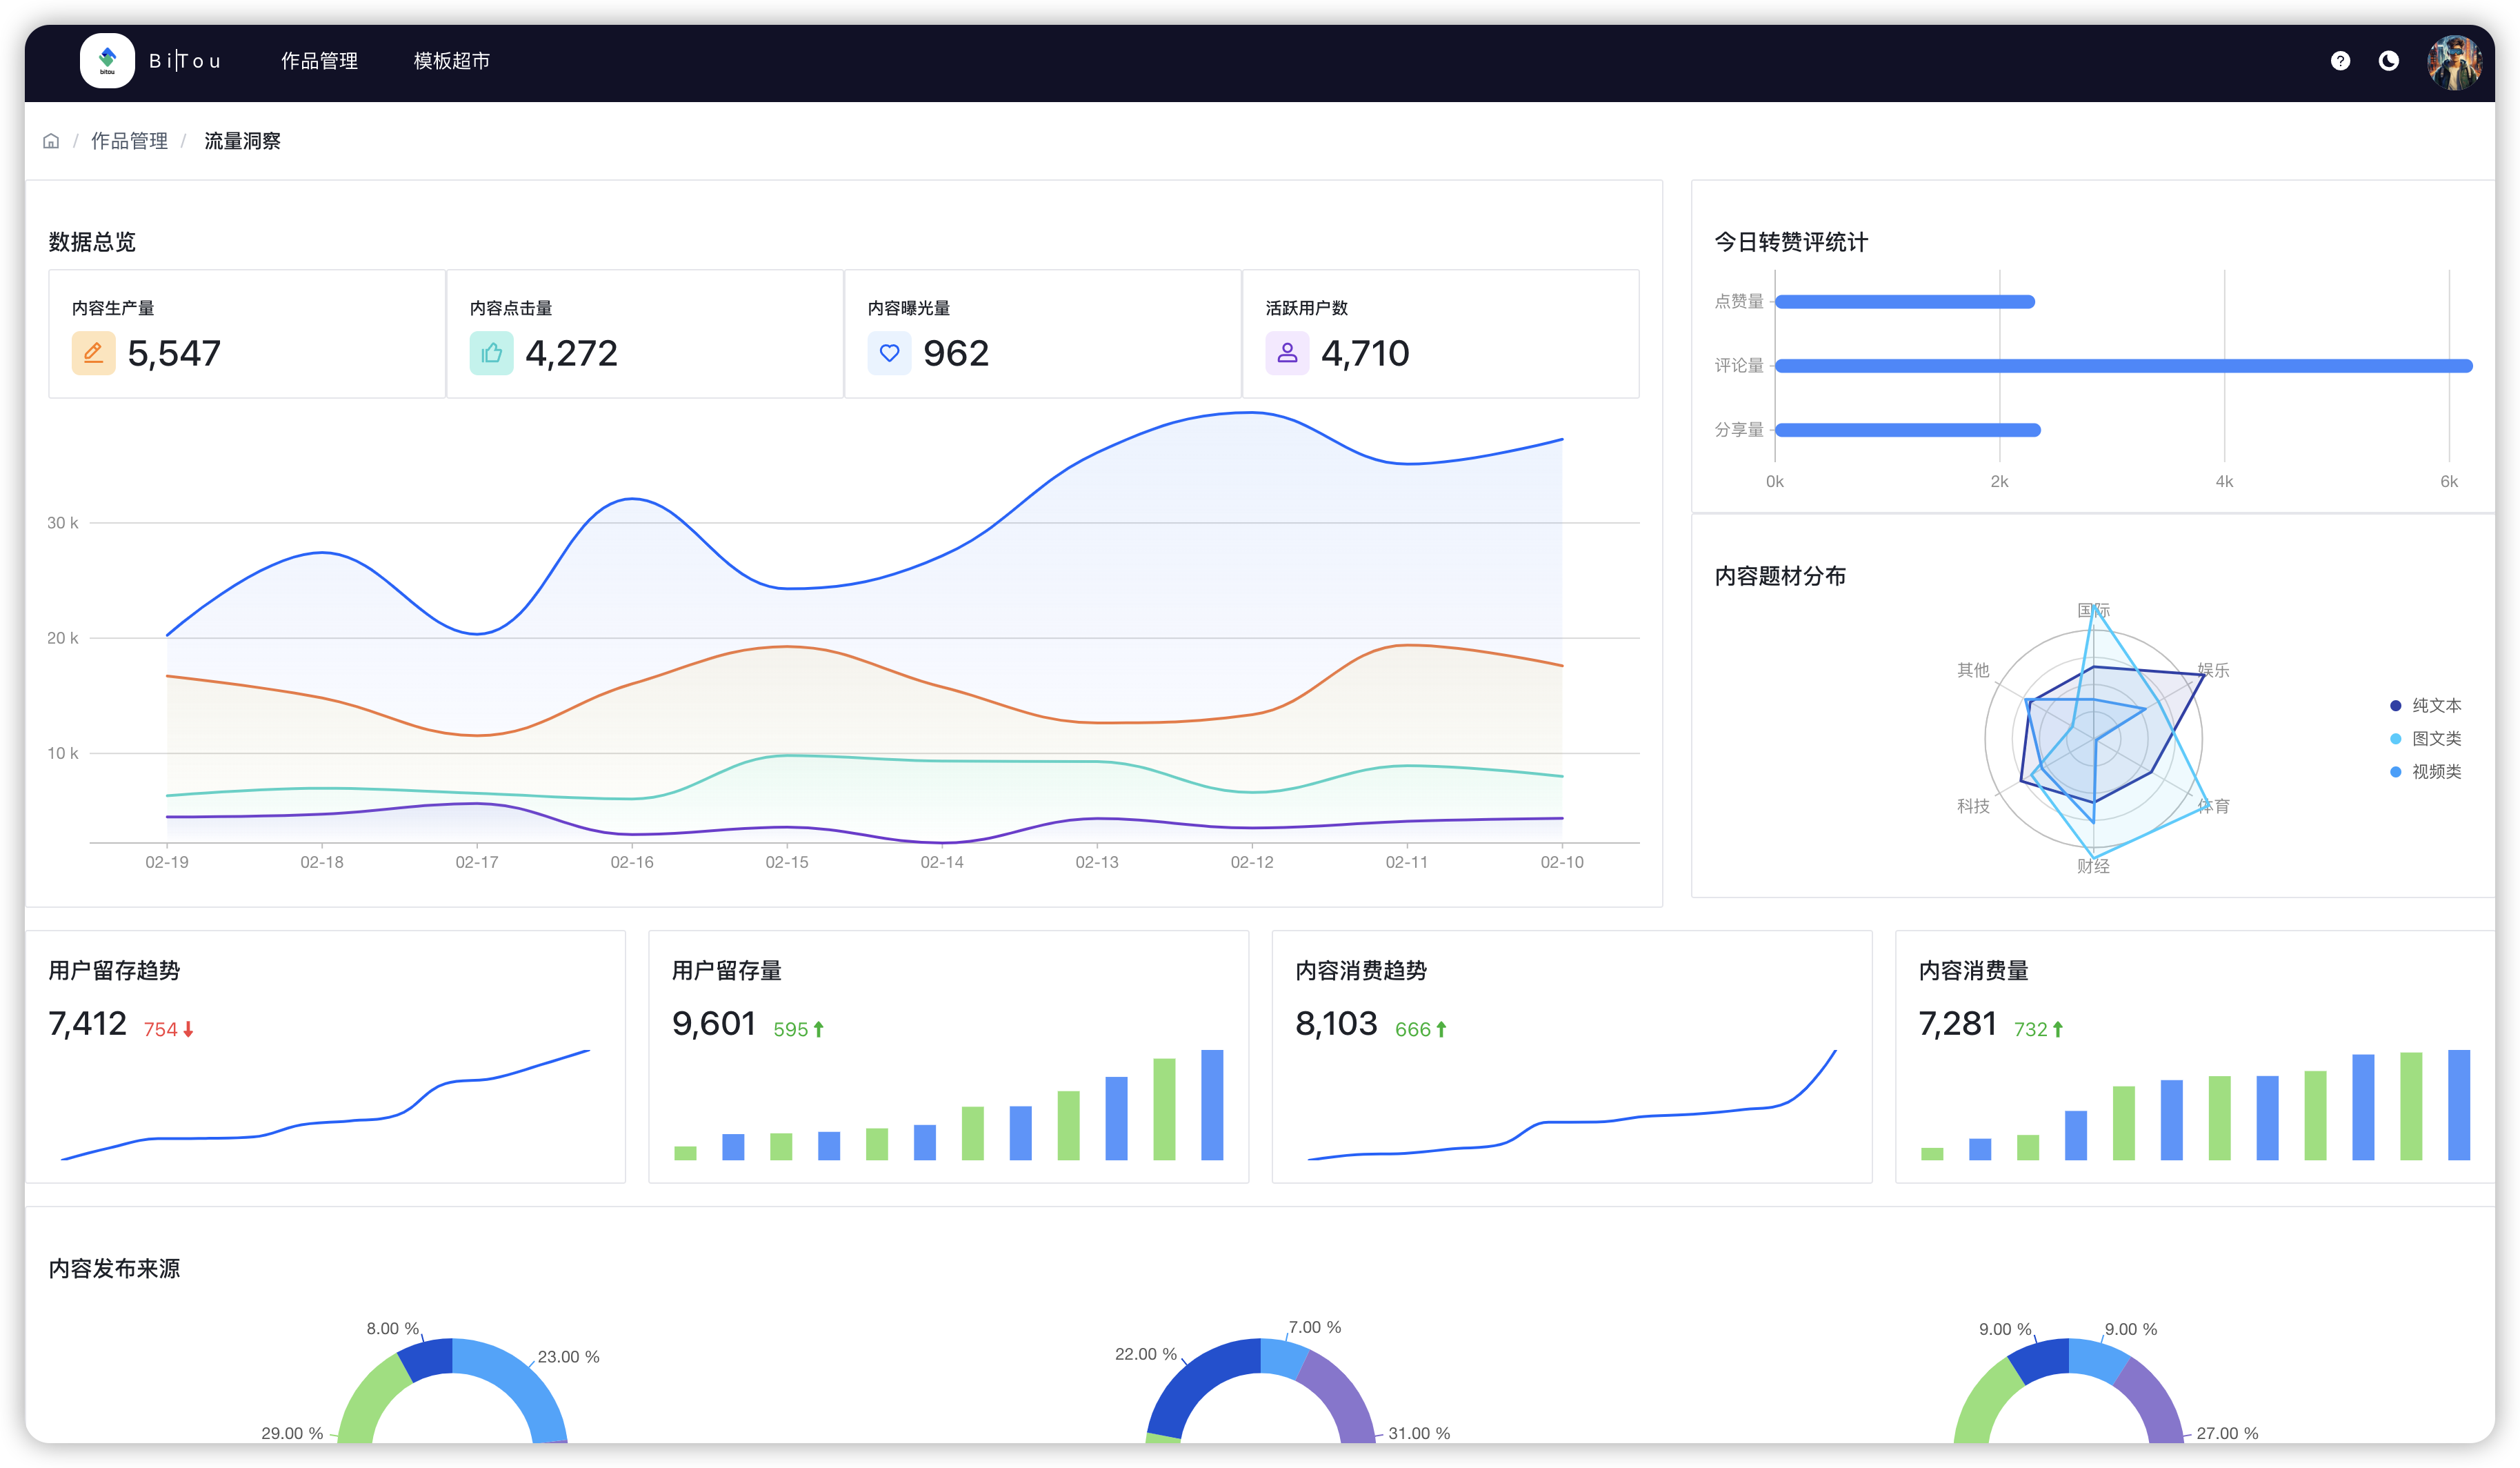 bitou
BiTou
作品管理
模板超市
?
/ 作品管理 / 流量洞察
数据总览
内容生产量
5,547
内容点击量
4,272
内容曝光量
962
活跃用户数
4,710
30 k
20 k
10 k
02-19 02-18 02-17 02-16 02-15 02-14 02-13 02-12 02-11 02-10
今日转赞评统计
点赞量
评论量
分享量
0k 2k 4k 6k
内容题材分布
国际
娱乐
体育
财经
科技
其他
纯文本
图文类
视频类
用户留存趋势
7,412 754
用户留存量
9,601 595
内容消费趋势
8,103 666
内容消费量
7,281 732
内容发布来源
8.00 %
23.00 %
29.00 %
22.00 %
7.00 %
31.00 %
9.00 %
9.00 %
27.00 %